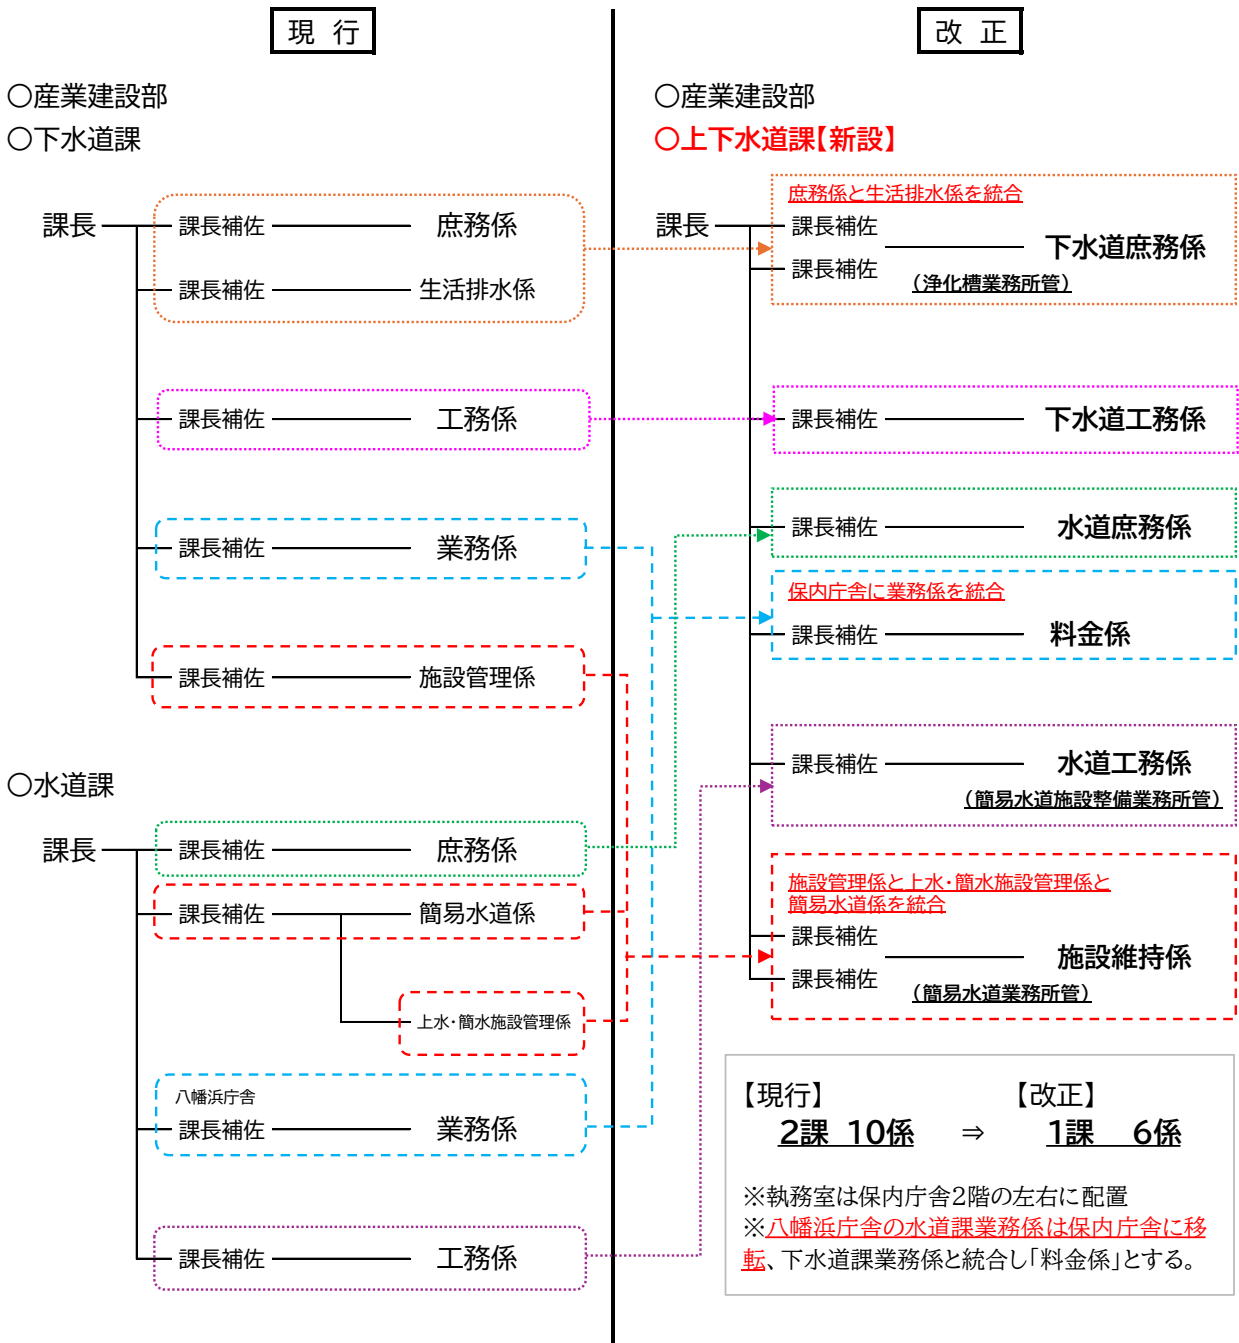 現 行
○産業建設部
○下水道課
課長
課長補佐
庶務係
課長補佐
生活排水係
課長補佐
工務係
課長補佐
業務係
課長補佐
施設管理係
○水道課
課長
課長補佐
庶務係
課長補佐
簡易水道係
上水・簡水施設管理係
八幡浜庁舎
課長補佐
業務係
課長補佐
工務係
改 正
○産業建設部
○上下水道課【新設】
庶務係と生活排水係を統合
課長
課長補佐
下水道庶務係
課長補佐
（浄化槽業務所管）
課長補佐
下水道工務係
課長補佐
水道庶務係
保内庁舎に業務係を統合
課長補佐
料金係
課長補佐
水道工務係
（簡易水道施設整備業務所管）
施設管理係と上水・簡水施設管理係と
簡易水道係を統合
課長補佐
施設維持係
課長補佐
（簡易水道業務所管）
【現行】 【改正】
2課 10係 ⇒ 1課 6係
※執務室は保内庁舎2階の左右に配置
※八幡浜庁舎の水道課業務係は保内庁舎に移
転、下水道課業務係と統合し「料金係」とする。